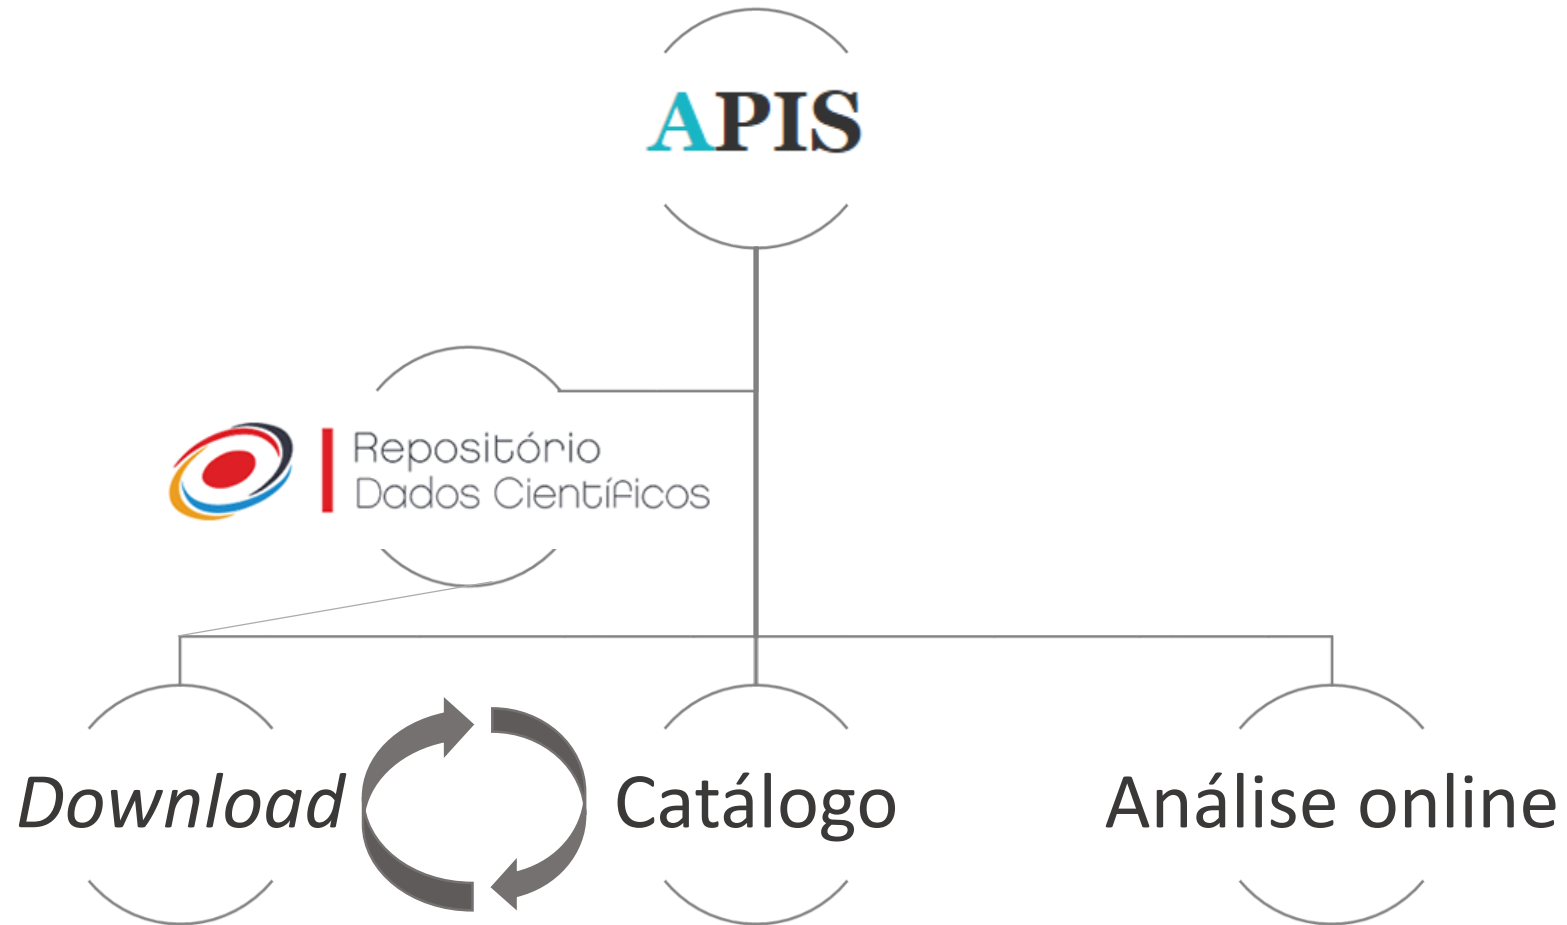 APIS
Repositório
Dados Científicos
Download
Catálogo
Análise online